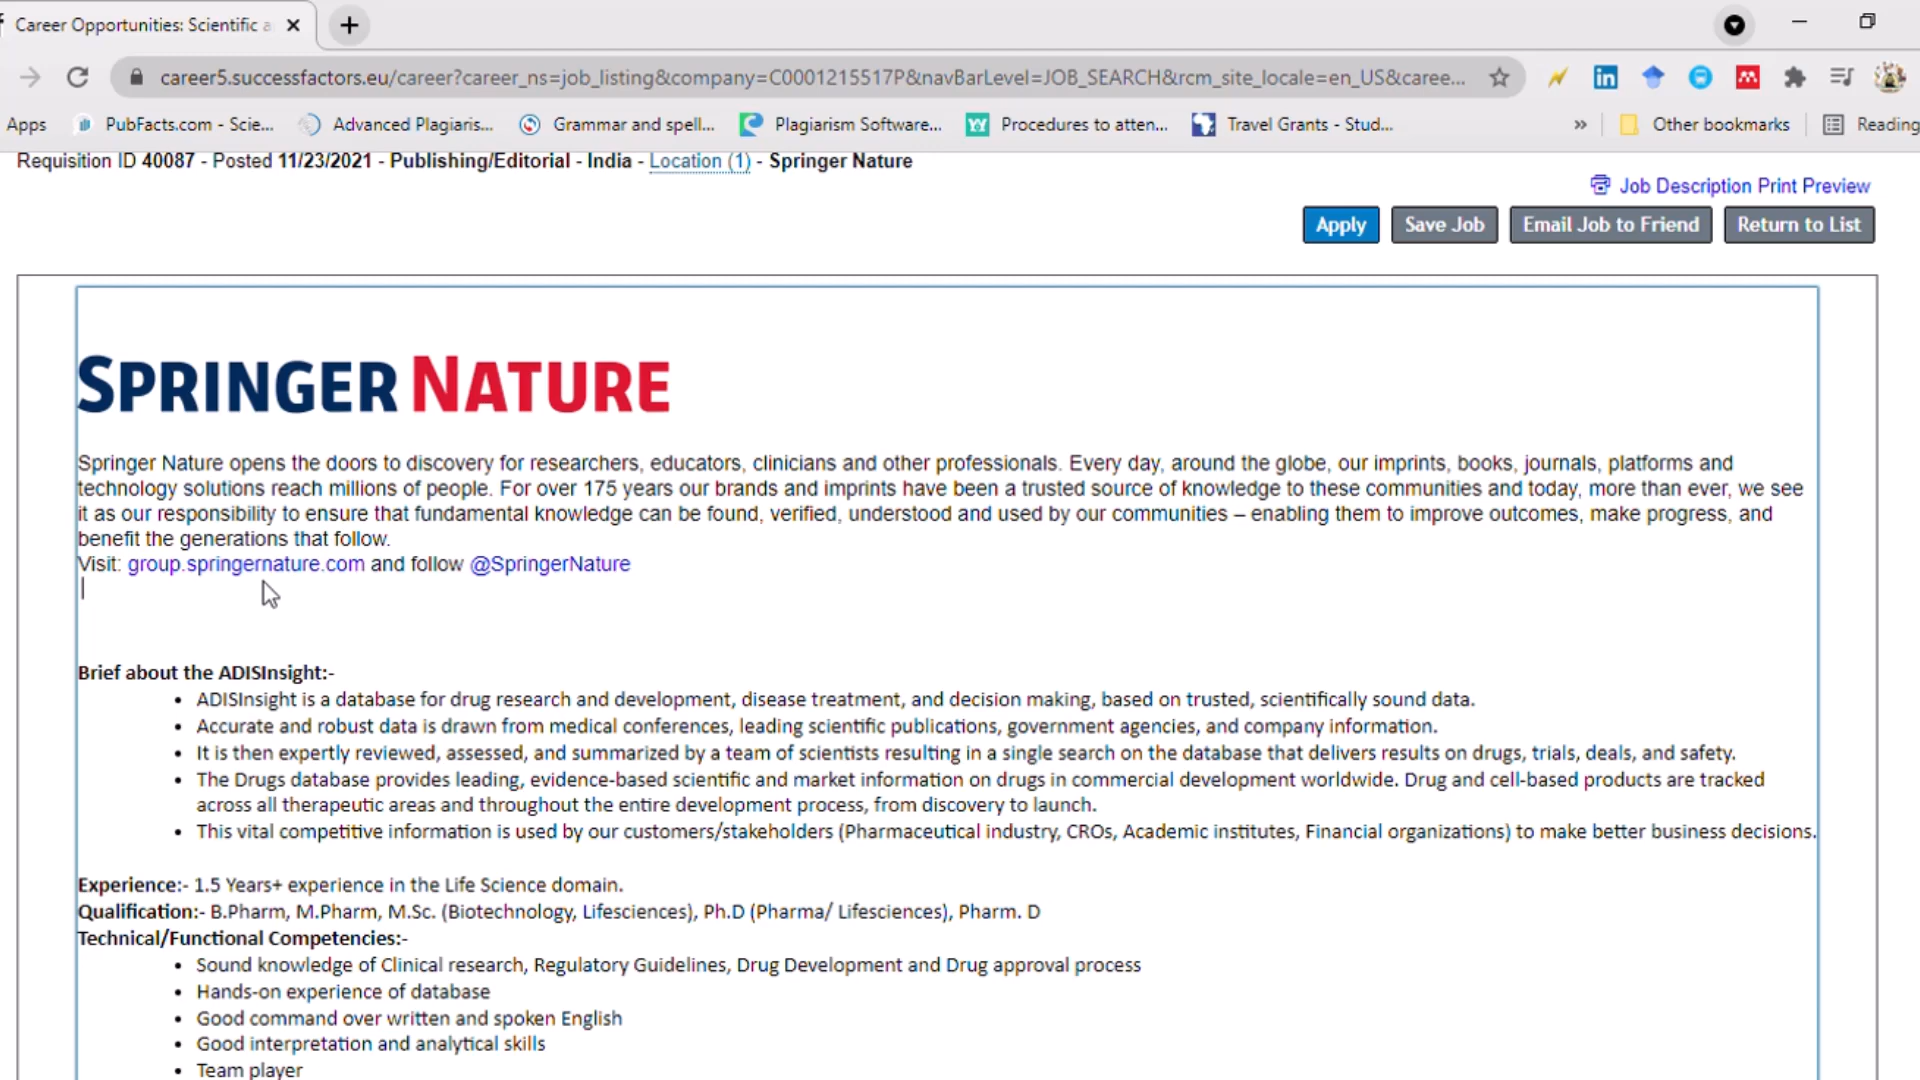 Career Opportunities: Scientific a
career5.successfactors.eu/career?career_ns=job_listing&company=C0001215517P&navBarLevel=JOB_SEARCH&rcm_site_locale=en_US&caree...
Apps PubFacts.com - Scie... Advanced Plagiaris... Grammar and spell... Plagiarism Software... Procedures to atten... Travel Grants - Stud... » Other bookmarks Reading
Requisition ID 40087 - Posted 11/23/2021 - Publishing/Editorial - India - Location (1) - Springer Nature
Job Description Print Preview
Apply Save Job Email Job to Friend Return to List
SPRINGER NATURE
Springer Nature opens the doors to discovery for researchers, educators, clinicians and other professionals. Every day, around the globe, our imprints, books, journals, platforms and
technology solutions reach millions of people. For over 175 years our brands and imprints have been a trusted source of knowledge to these communities and today, more than ever, we see
it as our responsibility to ensure that fundamental knowledge can be found, verified, understood and used by our communities – enabling them to improve outcomes, make progress, and
benefit the generations that follow.
Visit: group.springernature.com and follow @SpringerNature
Brief about the ADISInsight:-
• ADISInsight is a database for drug research and development, disease treatment, and decision making, based on trusted, scientifically sound data.
• Accurate and robust data is drawn from medical conferences, leading scientific publications, government agencies, and company information.
• It is then expertly reviewed, assessed, and summarized by a team of scientists resulting in a single search on the database that delivers results on drugs, trials, deals, and safety.
• The Drugs database provides leading, evidence-based scientific and market information on drugs in commercial development worldwide. Drug and cell-based products are tracked
across all therapeutic areas and throughout the entire development process, from discovery to launch.
• This vital competitive information is used by our customers/stakeholders (Pharmaceutical industry, CROs, Academic institutes, Financial organizations) to make better business decisions.
Experience:- 1.5 Years+ experience in the Life Science domain.
Qualification:- B.Pharm, M.Pharm, M.Sc. (Biotechnology, Lifesciences), Ph.D (Pharma/ Lifesciences), Pharm. D
Technical/Functional Competencies:-
• Sound knowledge of Clinical research, Regulatory Guidelines, Drug Development and Drug approval process
• Hands-on experience of database
• Good command over written and spoken English
• Good interpretation and analytical skills
• Team player